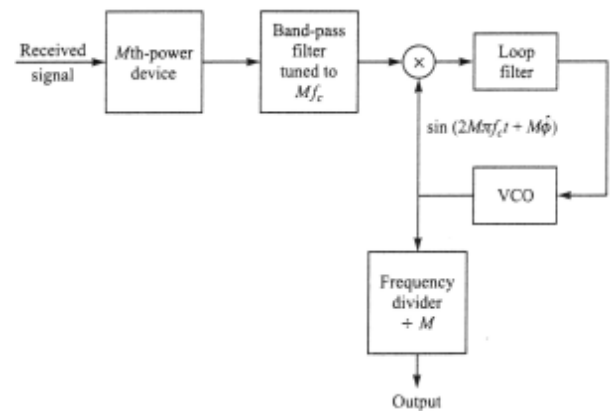 Received
signal
Mth-power
device
Band-pass
filter
tuned to
Mf_c
×
Loop
filter
sin (2Mπf_ct + Mφ̂)
VCO
Frequency
divider
÷ M
Output